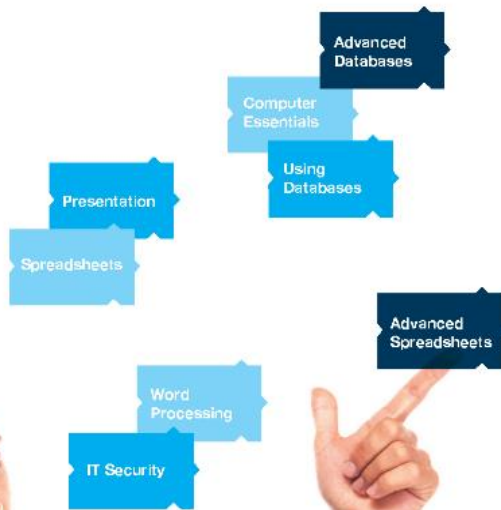 Advanced
Databases
Computer
Essentials
Using
Databases
Presentation
Spreadsheets
Advanced
Spreadsheets
Word
Processing
IT Security